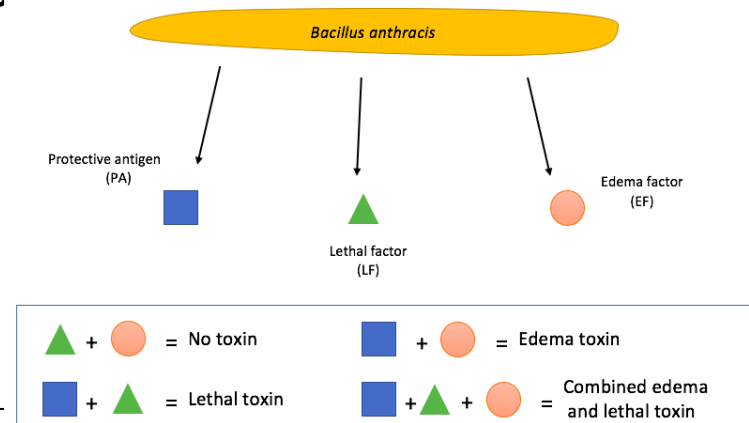 Bacillus anthracis
Protective antigen
(PA)
Edema factor
(EF)
Lethal factor
(LF)
+ = No toxin
+ = Edema toxin
+ = Lethal toxin
+ + = Combined edema
and lethal toxin